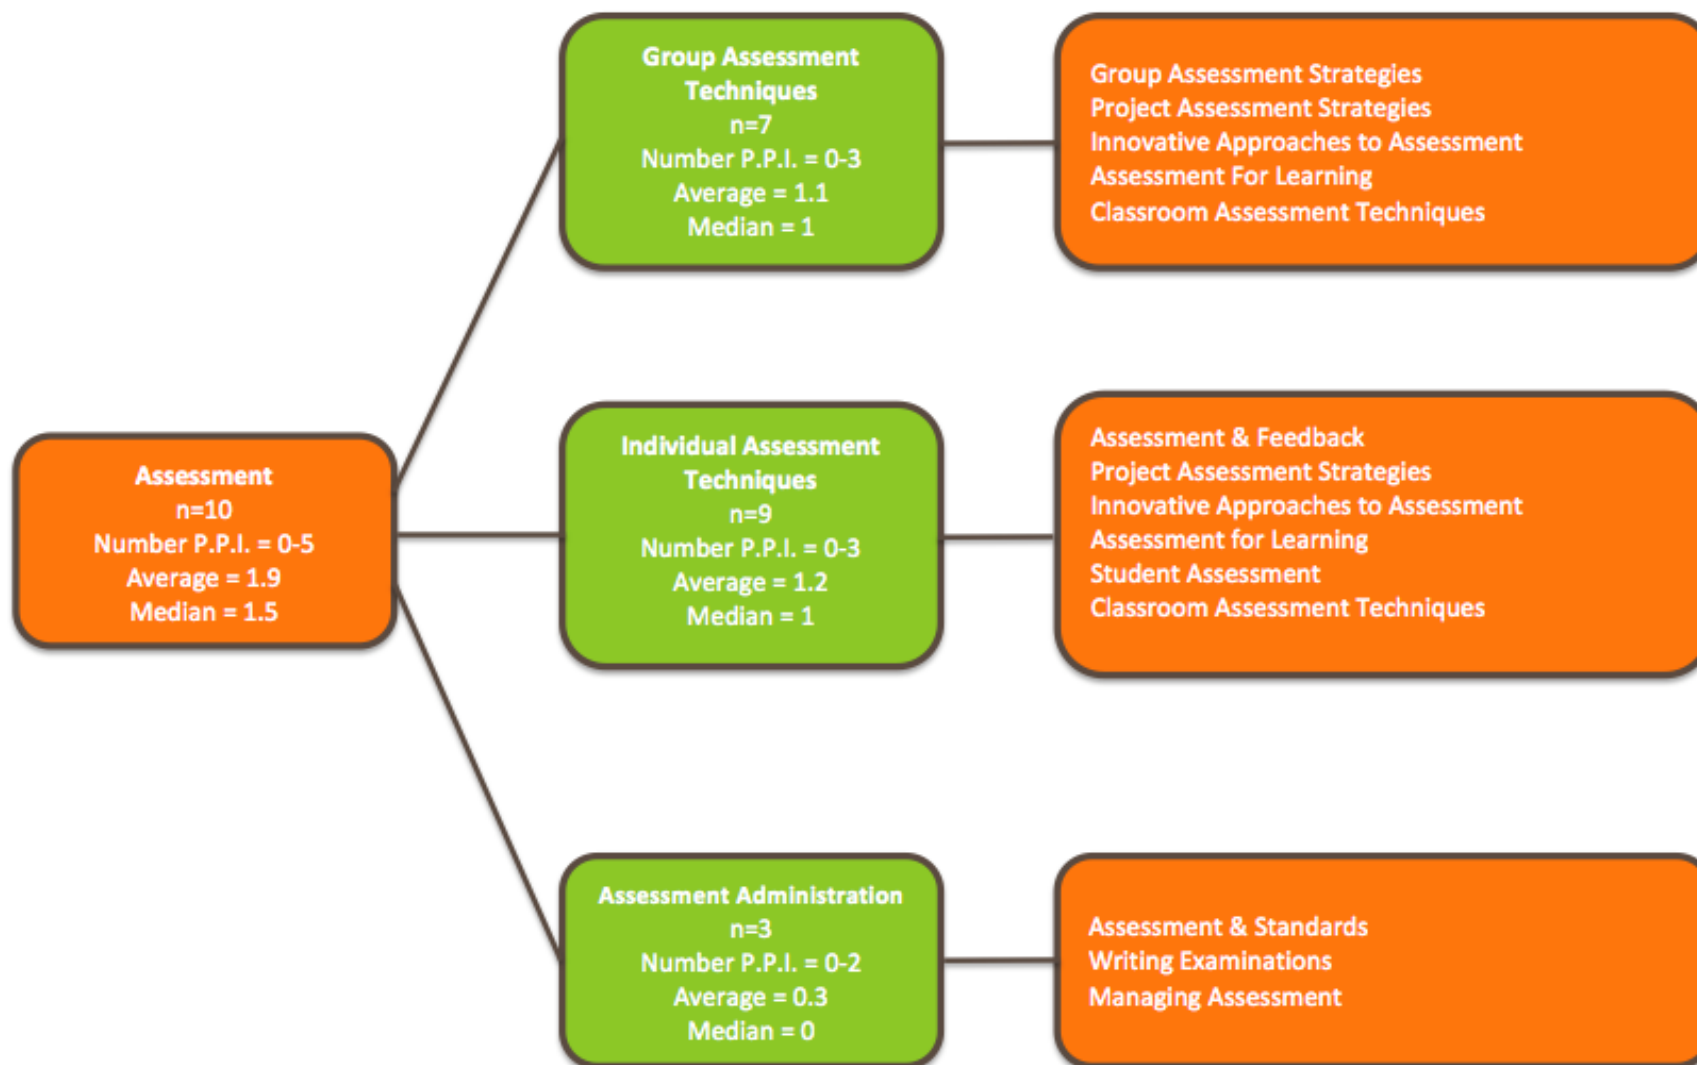 Group Assessment
Techniques
n=7
Number P.P.I. = 0-3
Average = 1.1
Median = 1
Group Assessment Strategies
Project Assessment Strategies
Innovative Approaches to Assessment
Assessment For Learning
Classroom Assessment Techniques
Assessment
n=10
Number P.P.I. = 0-5
Average = 1.9
Median = 1.5
Individual Assessment
Techniques
n=9
Number P.P.I. = 0-3
Average = 1.2
Median = 1
Assessment & Feedback
Project Assessment Strategies
Innovative Approaches to Assessment
Assessment for Learning
Student Assessment
Classroom Assessment Techniques
Assessment Administration
n=3
Number P.P.I. = 0-2
Average = 0.3
Median = 0
Assessment & Standards
Writing Examinations
Managing Assessment